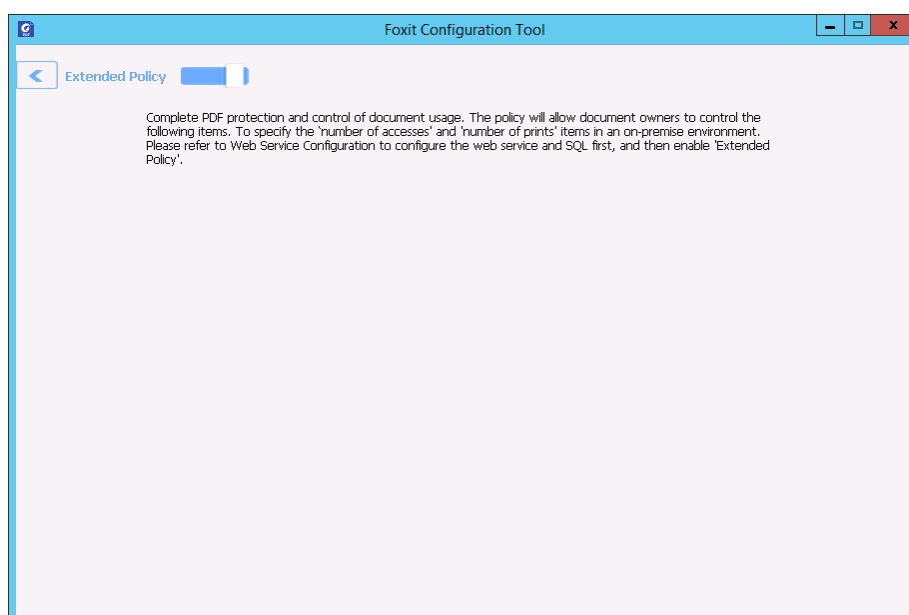 Foxit Configuration Tool
Extended Policy
Complete PDF protection and control of document usage. The policy will allow document owners to control the
following items. To specify the 'number of accesses' and 'number of prints' items in an on-premise environment.
Please refer to Web Service Configuration to configure the web service and SQL first, and then enable 'Extended
Policy'.